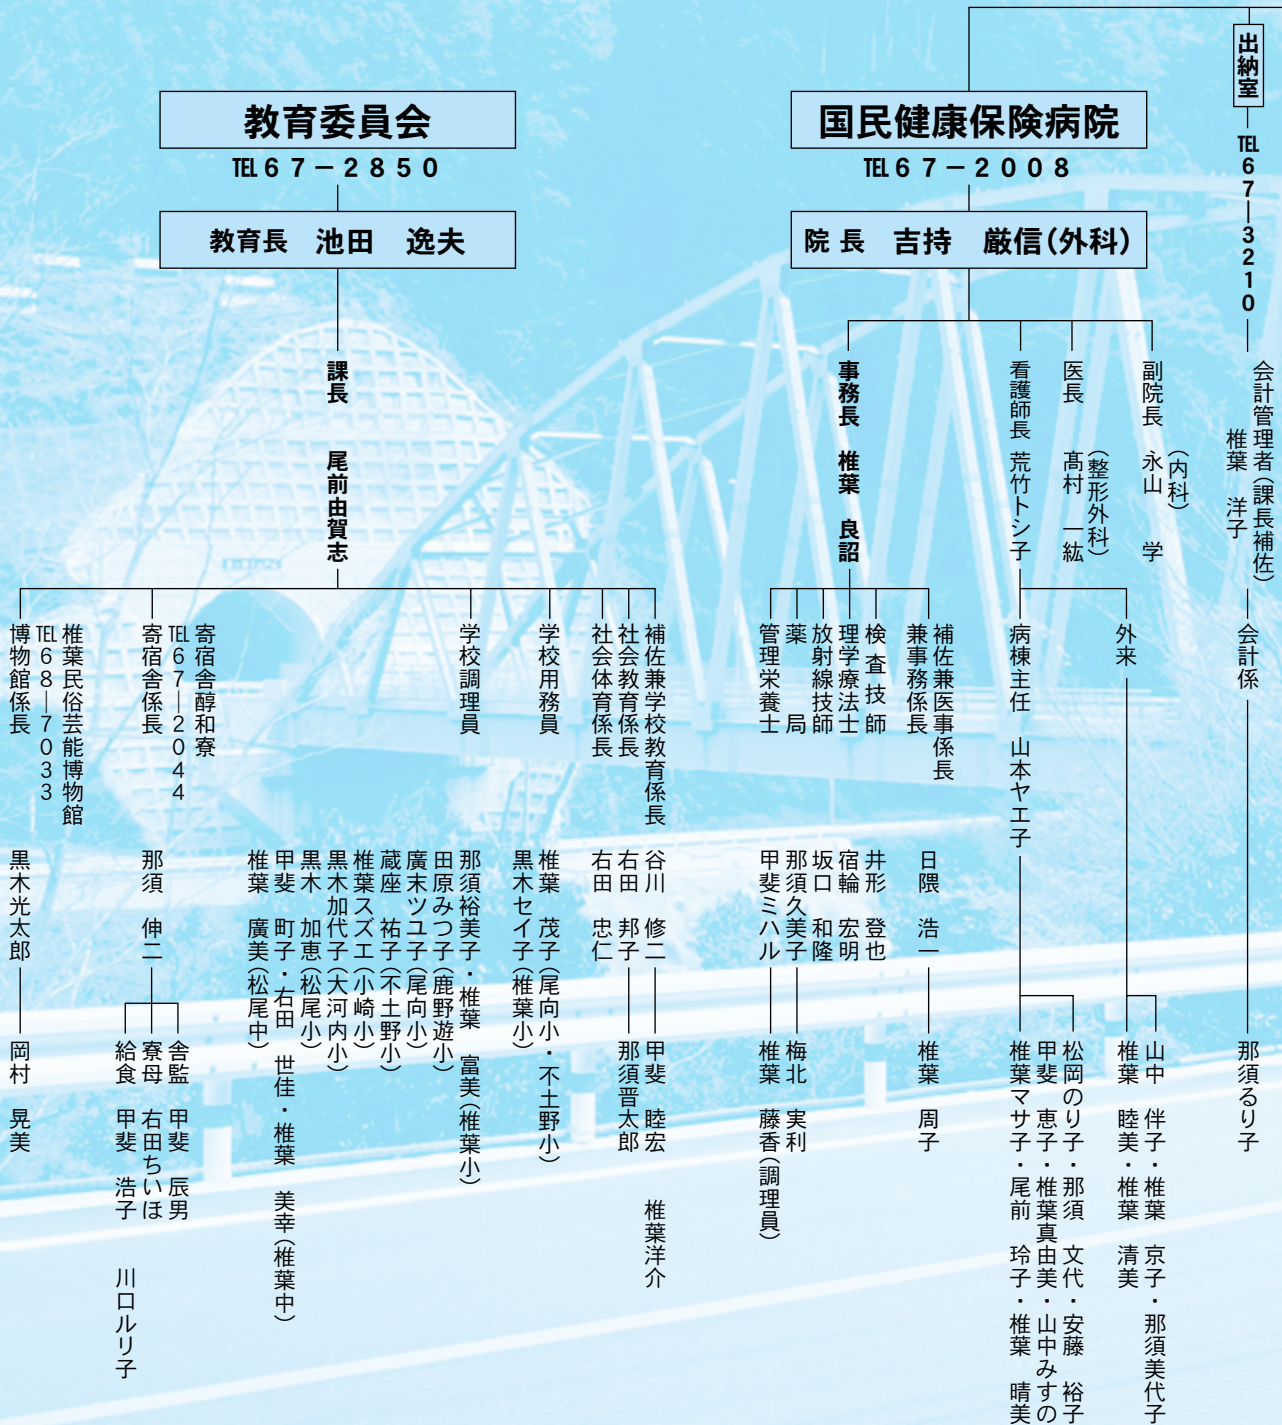 出納室
TEL67―3210
会計管理者(課長補佐)
椎葉 洋子
会計係
那須るり子
国民健康保険病院
TEL67－2008
院長 吉持 厳信(外科)
副院長 永山 学
(内科)
医長 髙村 一紘
(整形外科)
看護師長 荒竹トシ子
外来
山中 伴子・椎葉 京子・那須美代子
椎葉 睦美・椎葉 清美
病棟主任 山本ヤエ子
松岡のり子・那須 文代・安藤 裕子
甲斐 恵子・椎葉真由美・山中みすの
椎葉マサ子・尾前 玲子・椎葉 晴美
事務長 椎葉 良詔
補佐兼医事係長
兼事務係長 日隈 浩一 椎葉 周子
検査技師 井形 登也
理学療法士 宿輪 宏明
放射線技師 坂口 和隆
薬局 那須久美子 梅北 実利
管理栄養士 甲斐ミハル 椎葉 藤香(調理員)
教育委員会
TEL67－2850
教育長 池田 逸夫
課長 尾前由賀志
補佐兼学校教育係長 谷川 修二 甲斐 睦宏 椎葉洋介
社会教育係長 右田 邦子 那須晋太郎
社会体育係長 右田 忠仁
学校用務員 椎葉 茂子(尾向小・不土野小)
黒木セイ子(椎葉小)
学校調理員 那須裕美子・椎葉 富美(椎葉小)
田原みつ子(鹿野遊小)
廣末ツユ子(尾向小)
蔵座 祐子(不土野小)
椎葉スズエ(小崎小)
黒木加代子(大河内小)
黒木 加恵(松尾小)
甲斐 町子・右田 世佳・椎葉 美幸(椎葉中)
椎葉 廣美(松尾中)
寄宿舎醇和寮
TEL67―2044
寄宿舎係長 那須 伸二
舎監 甲斐 辰男
寮母 右田ちいほ
給食 甲斐 浩子 川口ルリ子
椎葉民俗芸能博物館
TEL68―7033
博物館係長 黒木光太郎 岡村 晃美